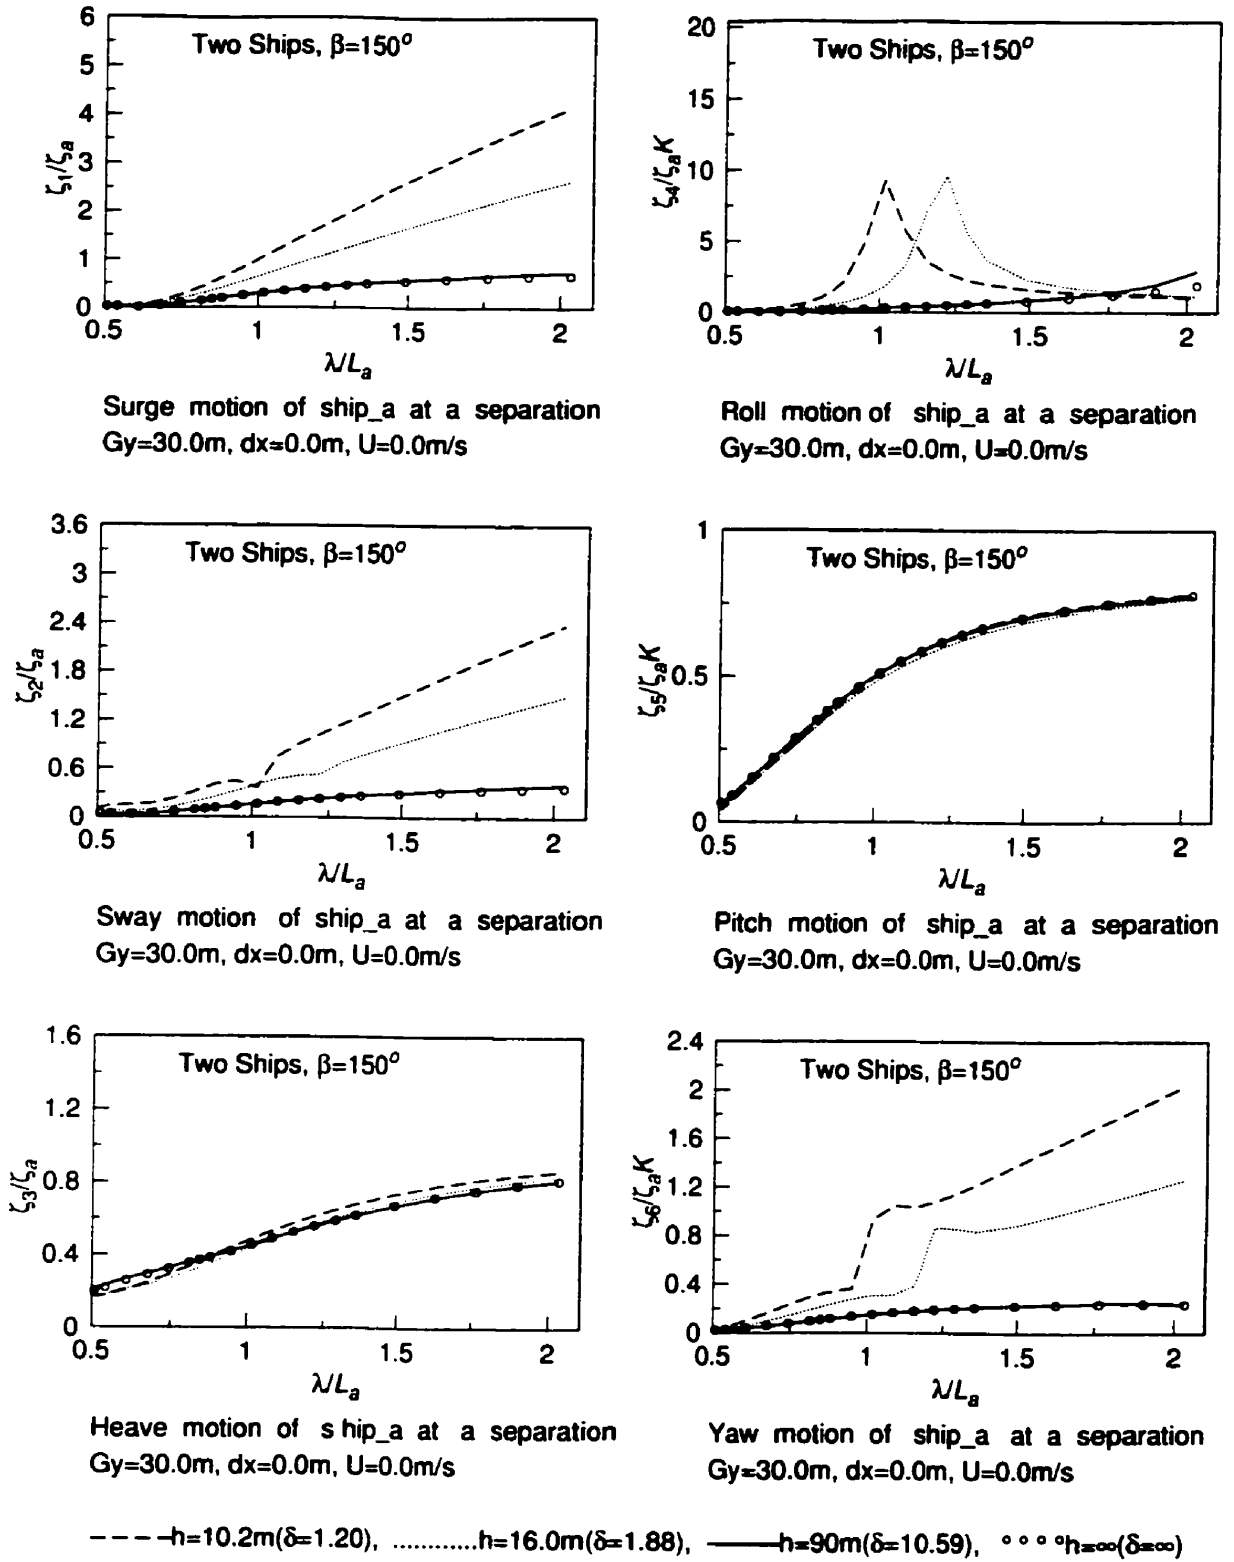 6
5
4
3
2
1
0
ζ1/ζa
Two Ships, β=150°
0.5 1 1.5 2
λ/La
Surge motion of ship_a at a separation
Gy=30.0m, dx=0.0m, U=0.0m/s
20
15
10
5
0
ζ4/ζaK
Two Ships, β=150°
0.5 1 1.5 2
λ/La
Roll motion of ship_a at a separation
Gy=30.0m, dx=0.0m, U=0.0m/s
3.6
3
2.4
1.8
1.2
0.6
0
ζ2/ζa
Two Ships, β=150°
0.5 1 1.5 2
λ/La
Sway motion of ship_a at a separation
Gy=30.0m, dx=0.0m, U=0.0m/s
1
0.5
0
ζ5/ζaK
Two Ships, β=150°
0.5 1 1.5 2
λ/La
Pitch motion of ship_a at a separation
Gy=30.0m, dx=0.0m, U=0.0m/s
1.6
1.2
0.8
0.4
0
ζ3/ζa
Two Ships, β=150°
0.5 1 1.5 2
λ/La
Heave motion of s hip_a at a separation
Gy=30.0m, dx=0.0m, U=0.0m/s
2.4
2
1.6
1.2
0.8
0.4
0
ζ6/ζaK
Two Ships, β=150°
0.5 1 1.5 2
λ/La
Yaw motion of ship_a at a separation
Gy=30.0m, dx=0.0m, U=0.0m/s
h=10.2m(δ=1.20), ............h=16.0m(δ=1.88), h=90m(δ=10.59), ° ° ° °h=∞(δ=∞)